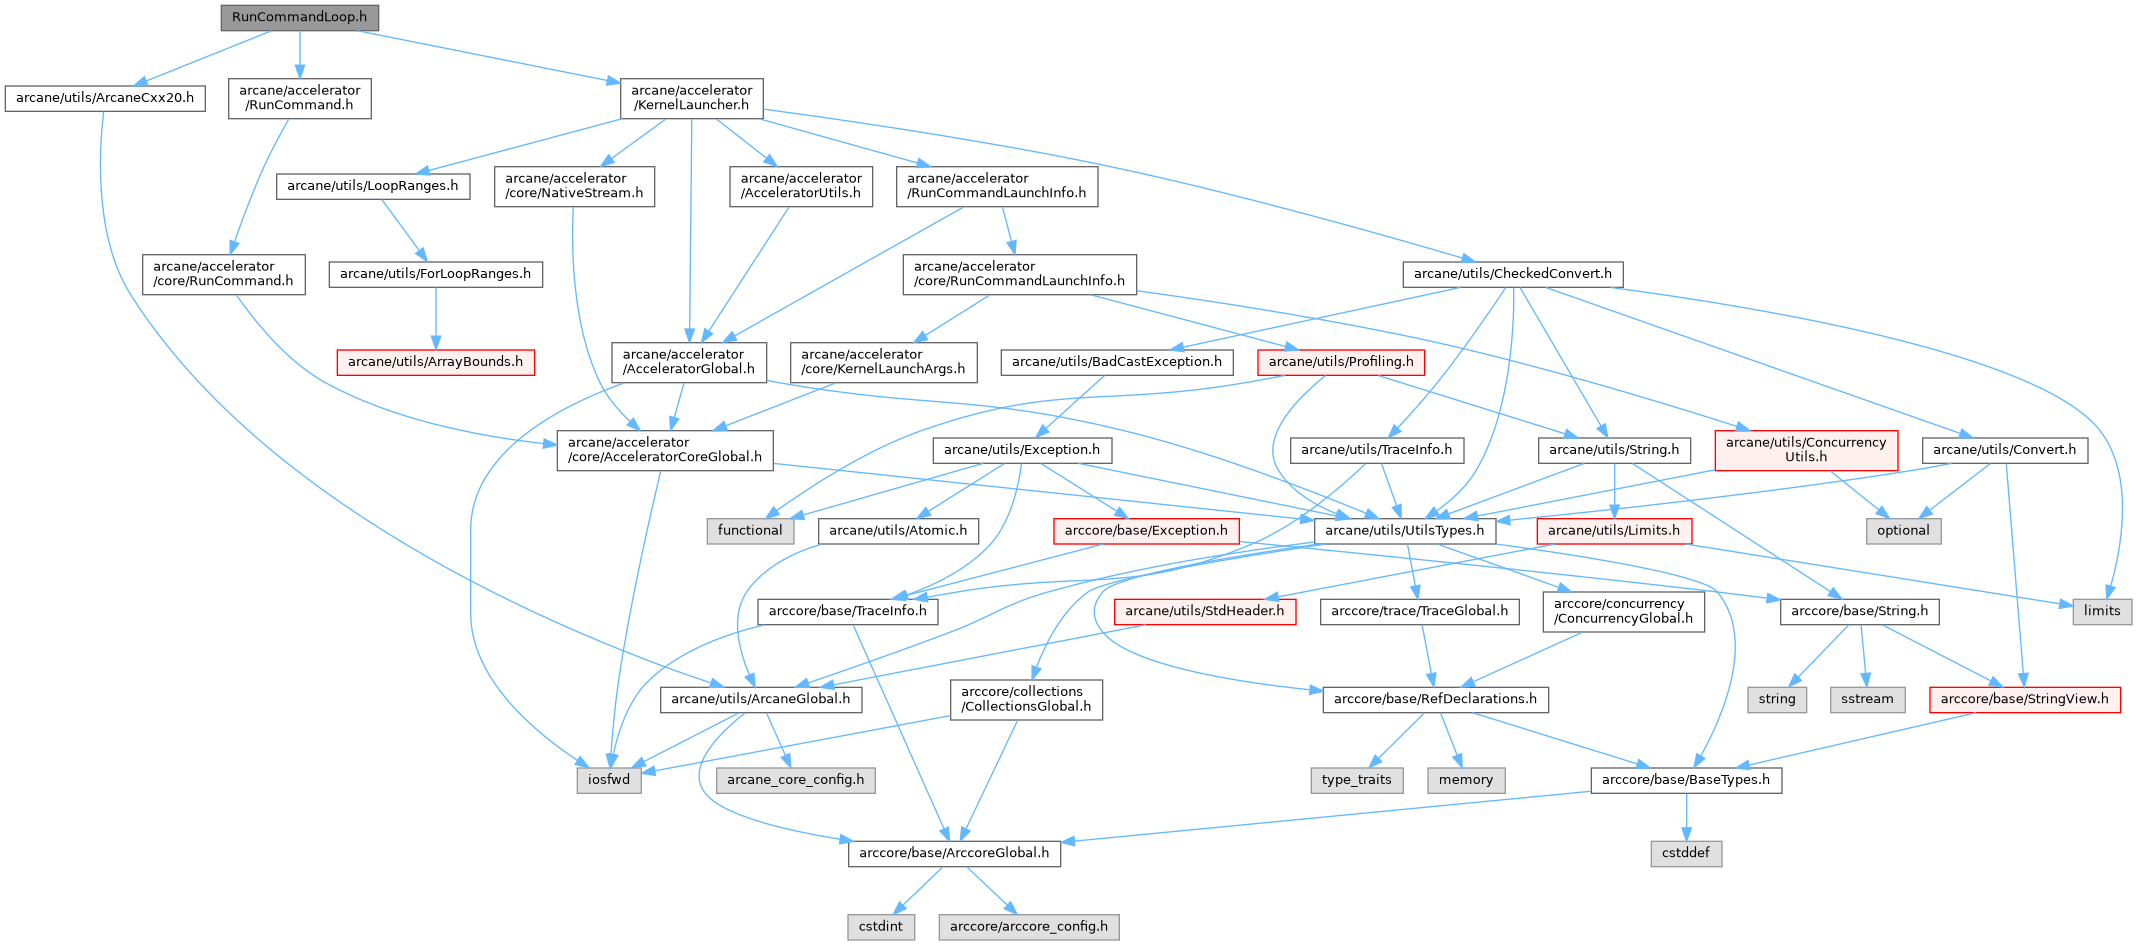 RunCommandLoop.h
arcane/utils/ArcaneCxx20.h
arcane/accelerator
/RunCommand.h
arcane/accelerator
/KernelLauncher.h
arcane/utils/LoopRanges.h
arcane/accelerator
/core/NativeStream.h
arcane/accelerator
/AcceleratorUtils.h
arcane/accelerator
/RunCommandLaunchInfo.h
arcane/accelerator
/core/RunCommand.h
arcane/utils/ForLoopRanges.h
arcane/accelerator
/core/RunCommandLaunchInfo.h
arcane/utils/CheckedConvert.h
arcane/utils/ArrayBounds.h
arcane/accelerator
/AcceleratorGlobal.h
arcane/accelerator
/core/KernelLaunchArgs.h
arcane/utils/BadCastException.h
arcane/utils/Profiling.h
arcane/accelerator
/core/AcceleratorCoreGlobal.h
arcane/utils/Exception.h
arcane/utils/TraceInfo.h
arcane/utils/String.h
arcane/utils/Concurrency
Utils.h
arcane/utils/Convert.h
functional
arcane/utils/Atomic.h
arccore/base/Exception.h
arcane/utils/UtilsTypes.h
arcane/utils/Limits.h
optional
arccore/base/TraceInfo.h
arcane/utils/StdHeader.h
arccore/trace/TraceGlobal.h
arccore/concurrency
/ConcurrencyGlobal.h
arccore/base/String.h
limits
arcane/utils/ArcaneGlobal.h
arccore/collections
/CollectionsGlobal.h
arccore/base/RefDeclarations.h
string
sstream
arccore/base/StringView.h
iosfwd
arcane_core_config.h
type_traits
memory
arccore/base/BaseTypes.h
arccore/base/ArccoreGlobal.h
cstddef
cstdint
arccore/arccore_config.h